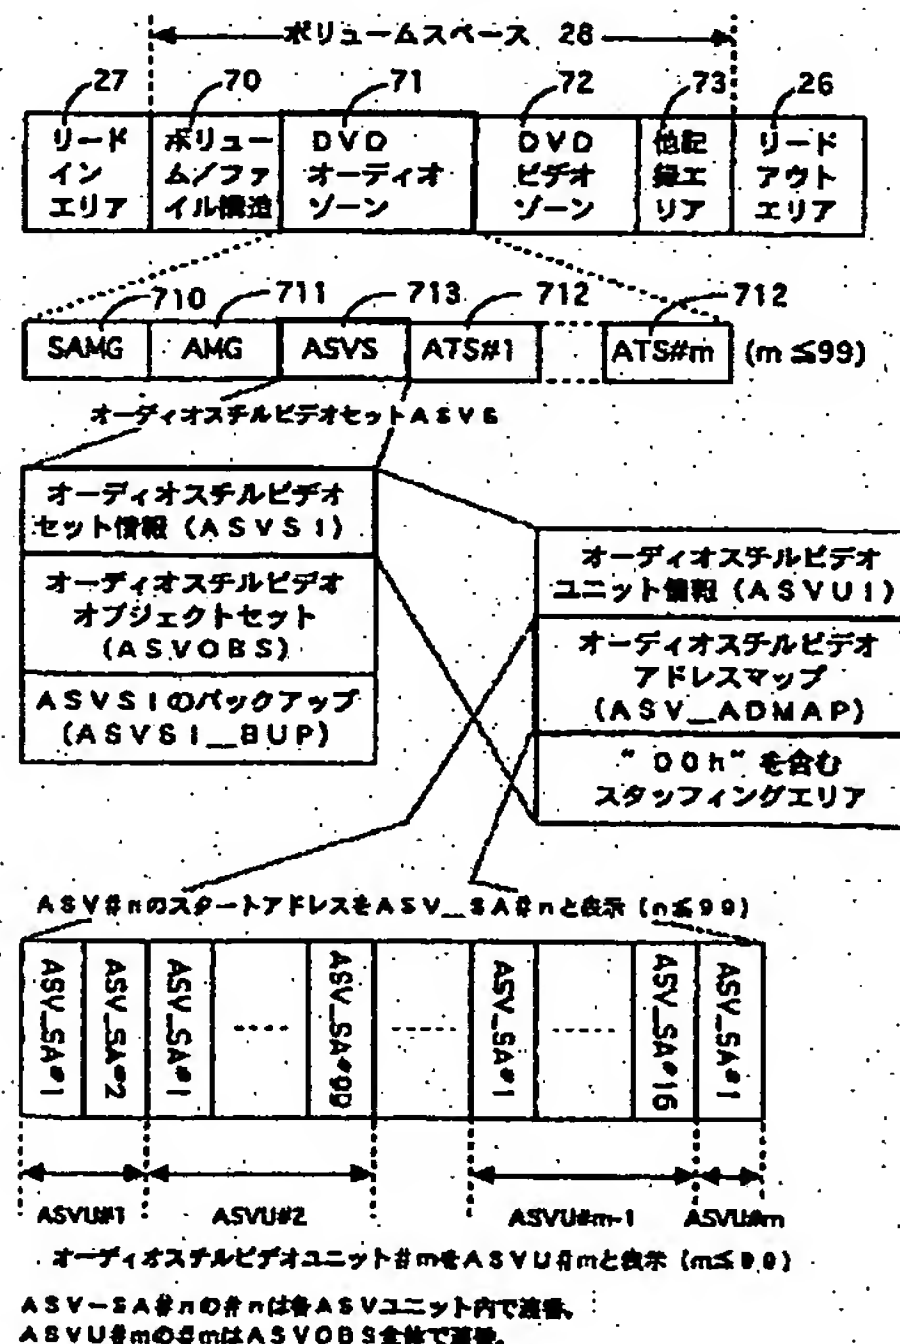 ボリュームスペース 28
27 70 71 72 73 26
リード
イン
エリア
ボリュー
ム/ファ
イル構造
DVD
オーディオ
ゾーン
DVD
ビデオ
ゾーン
他記
録エ
リア
リード
アウト
エリア
710 711 713 712 712
SAMG AMG ASVS ATS#1 ATS#m (m≦99)
オーディオスチルビデオセットASVS
オーディオスチルビデオ
セット情報(ASVSI)
オーディオスチルビデオ
オブジェクトセット
(ASVOBS)
ASVSIのバックアップ
(ASVSI_BUP)
オーディオスチルビデオ
ユニット情報(ASVUI)
オーディオスチルビデオ
アドレスマップ
(ASV_ADMAP)
"00h"を含む
スタッフィングエリア
ASV#nのスタートアドレスをASV_SA#nと表示(n≦99)
ASV_SA#1
ASV_SA#2
ASV_SA#1
ASV_SA#99
ASV_SA#1
ASV_SA#16
ASV_SA#1
ASVU#1 ASVU#2 ASVU#m-1 ASVU#m
オーディオスチルビデオユニット#mをASVU#mと表示(m≦99)
ASV-SA#nの#nは各ASVユニット内で連番、
ASVU#mの#mはASVOBS全体で連番。